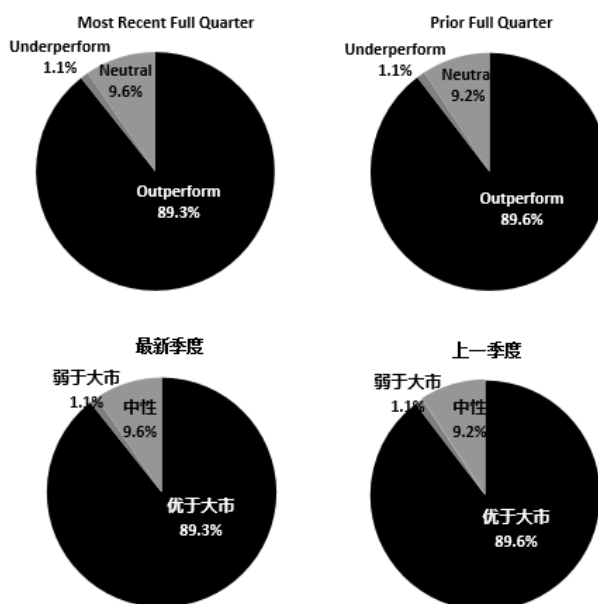 Most Recent Full Quarter
Underperform
1.1%
Neutral
9.6%
Outperform
89.3%
Prior Full Quarter
Underperform
1.1%
Neutra
9.2%
Outperform
89.6%
最新季度
弱于大市
1.1%
中性
9.6%
优于大市
89.3%
上一季度
弱于大市
1.1%
中性
9.2%
优于大市
89.6%